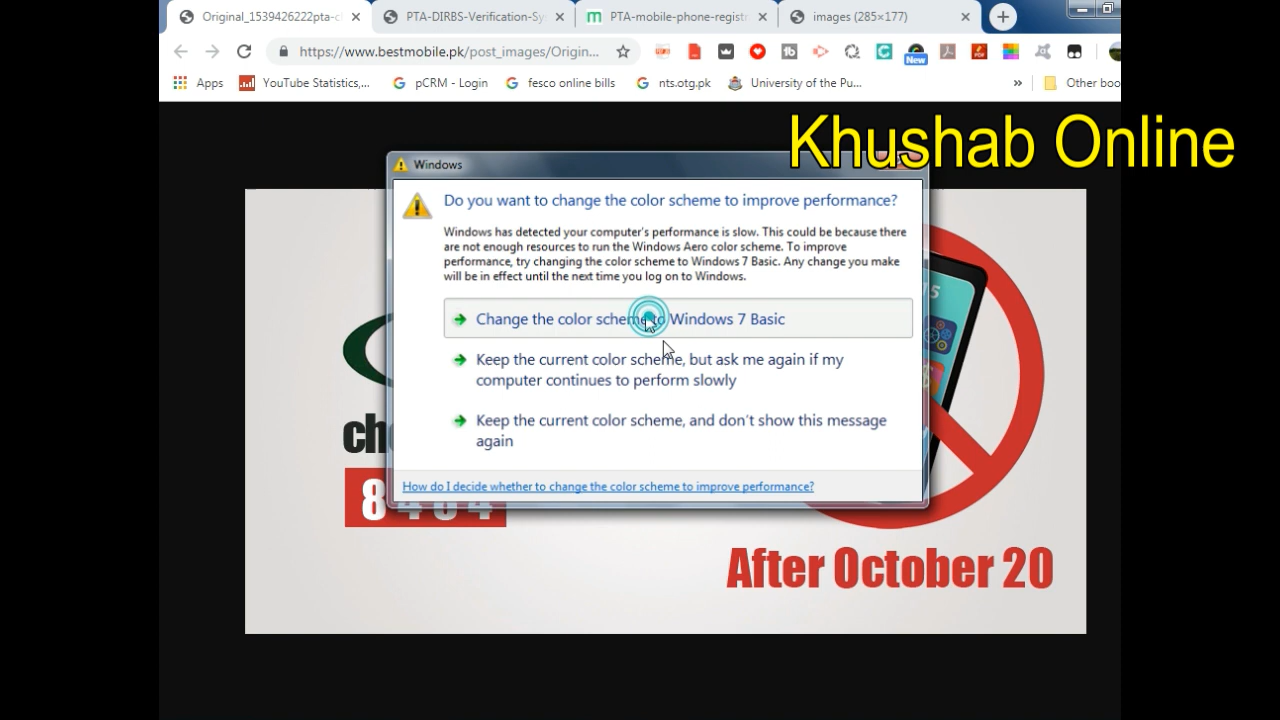 Original_1539426222pta-c
PTA-DIRBS-Verification-Sy
PTA-mobile-phone-registr
images (285×177)
https://www.bestmobile.pk/post_images/Origin...
New
Apps
YouTube Statistics,...
pCRM - Login
fesco online bills
nts.otg.pk
University of the Pu...
»
Other boo
Khushab Online
Windows
Do you want to change the color scheme to improve performance?
Windows has detected your computer's performance is slow. This could be because there
are not enough resources to run the Windows Aero color scheme. To improve
performance, try changing the color scheme to Windows 7 Basic. Any change you make
will be in effect until the next time you log on to Windows.
Change the color scheme to Windows 7 Basic
Keep the current color scheme, but ask me again if my
computer continues to perform slowly
Keep the current color scheme, and don't show this message
again
How do I decide whether to change the color scheme to improve performance?
ch
8484
After October 20